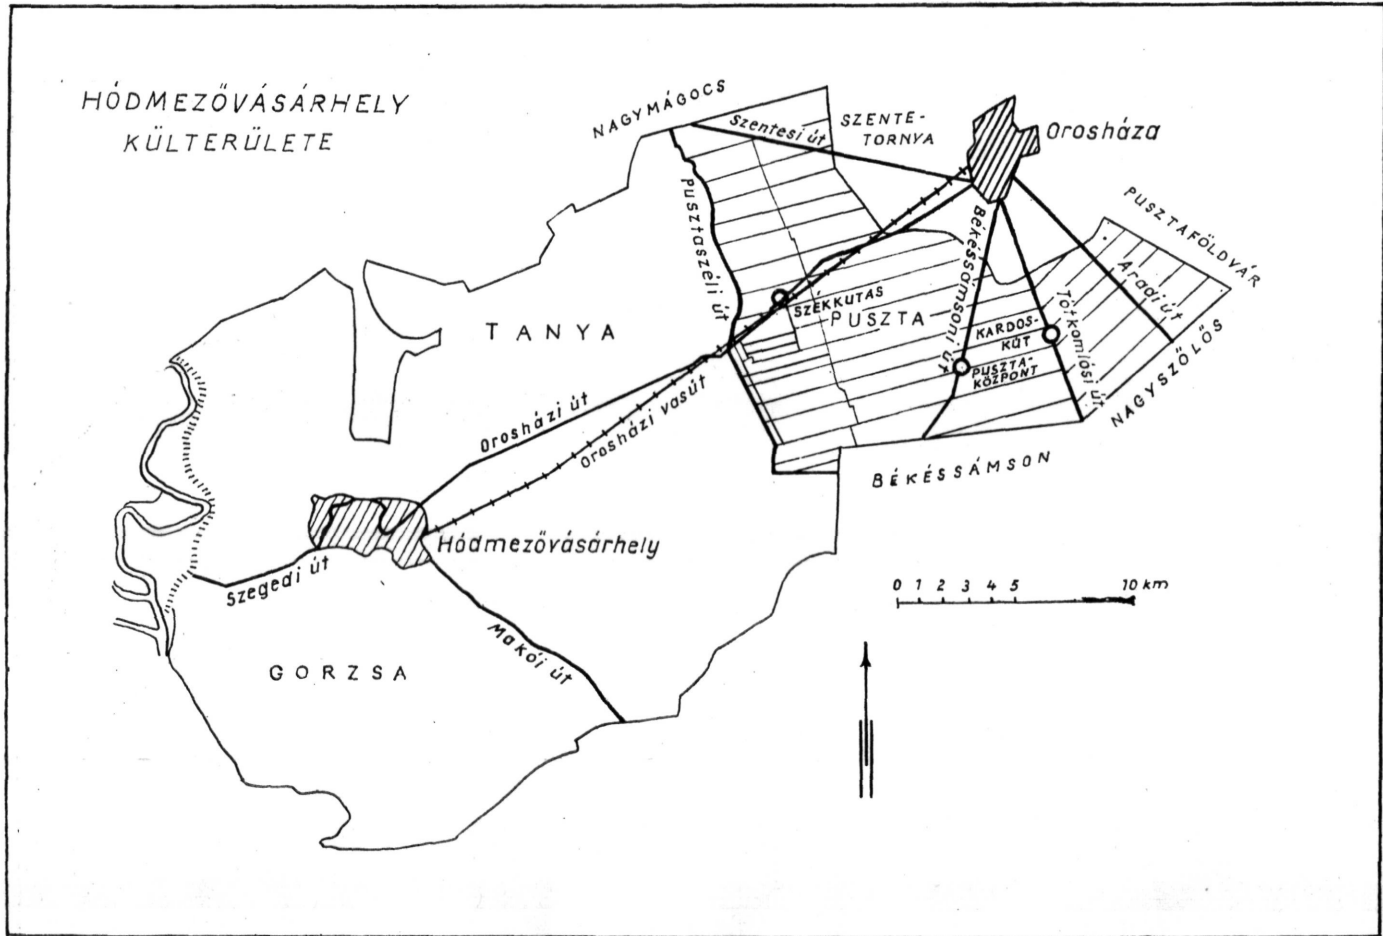 HÓDMEZŐVÁSÁRHELY
KÜLTERÜLETE
NAGYMÁGOCS
Szentesi út
SZENTE-
TORNYA
Orosháza
PUSZTAFÖLDVÁR
Pusztaszéli út
Békéssámsoni út
Aradi út
Tótkomlósi út
SZÉKKUTAS
PUSZTA
KARDOS-
KÚT
PUSZTA-
KÖZPONT
NAGYSZŐLŐS
TANYA
Orosházi út
Orosházi vasút
BÉKÉSSÁMSON
Hódmezővásárhely
Szegedi út
Makói út
GORZSA
0 1 2 3 4 5 10 km